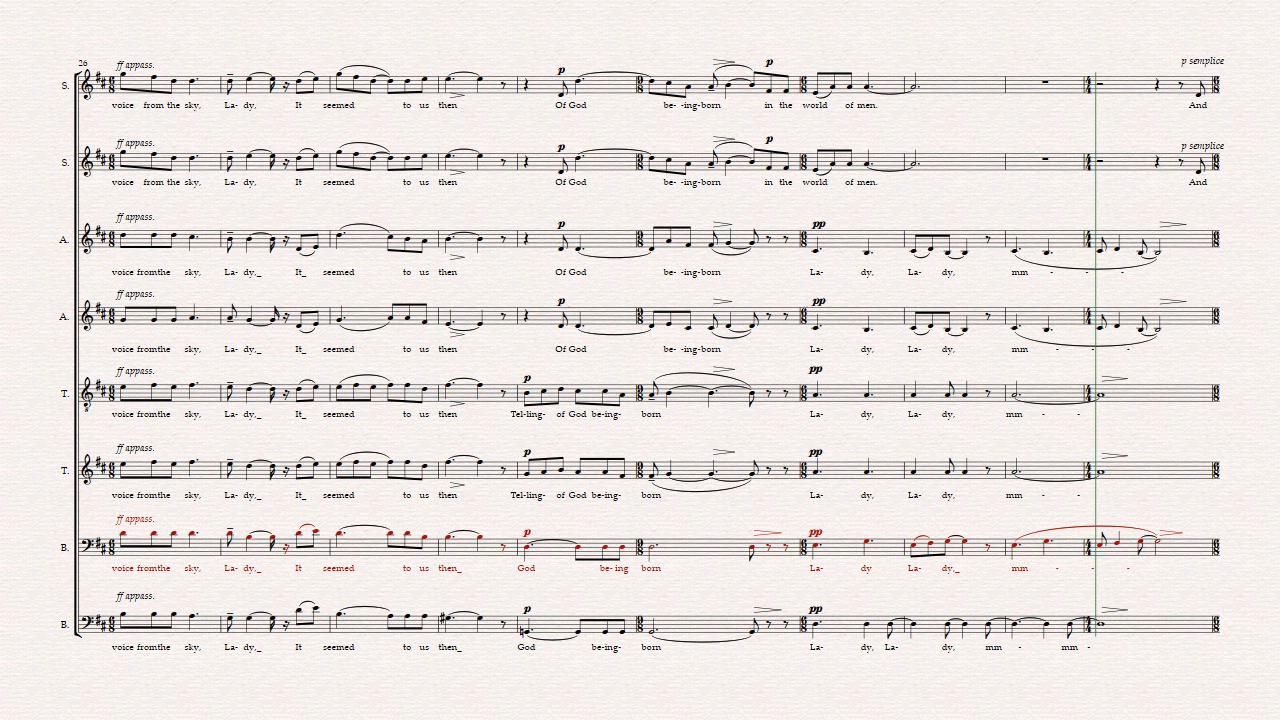 26
ff appass. p p p semplice
S. voice from the sky, La- dy, It seemed to us then Of God be- -ing-born in the world of men. And
ff appass. p p p semplice
S. voice from the sky, La- dy, It seemed to us then Of God be- -ing-born in the world of men. And
ff appass. p pp
A. voice fromthe sky, La- dy,_ It_ seemed to us then Of God be- -ing-born La- dy, La- dy, mm - - -
ff appass. p pp
A. voice fromthe sky, La- dy,_ It_ seemed to us then Of God be- -ing-born La- dy, La- dy, mm - - -
ff appass. p pp
T. voice fromthe sky, La- dy,_ It_ seemed to us then Tel-ling- of God be-ing- born La- dy, La- dy, mm - -
ff appass. p pp
T. voice fromthe sky, La- dy,_ It_ seemed to us then Tel-ling- of God be-ing- born La- dy, La- dy, mm - -
ff appass. p pp
B. voice fromthe sky, La- dy,_ It seemed to us then_ God be- ing born La- dy La- dy,_ mm - - -
ff appass. p pp
B. voice fromthe sky, La- dy,_ It seemed to us then_ God be-ing- born La- dy, La- dy, mm - mm -